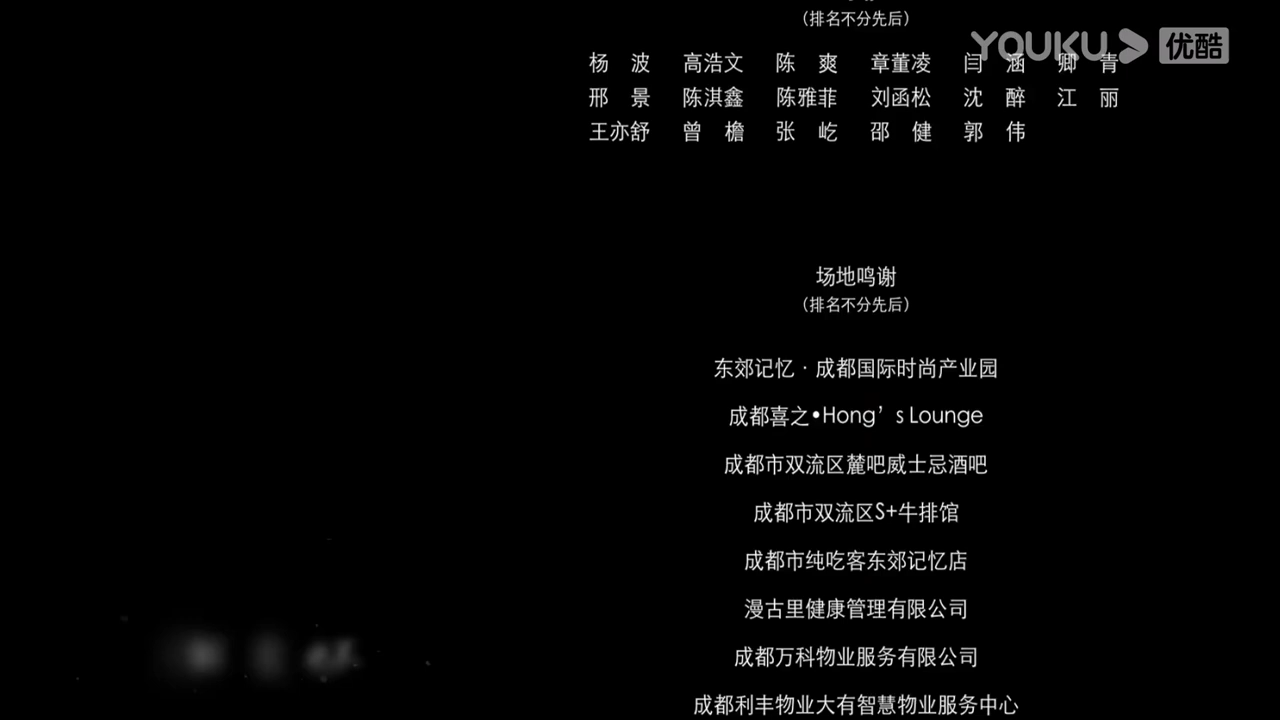 (排名不分先后)
YOUKU 优酷
杨 波 高浩文 陈 爽 章董凌 闫 涵 卿 青
邢 景 陈淇鑫 陈雅菲 刘函松 沈 醉 江 丽
王亦舒 曾 檐 张 屹 邵 健 郭 伟
场地鸣谢
(排名不分先后)
东郊记忆·成都国际时尚产业园
成都喜之•Hong’s Lounge
成都市双流区麓吧威士忌酒吧
成都市双流区S+牛排馆
成都市纯吃客东郊记忆店
漫古里健康管理有限公司
成都万科物业服务有限公司
成都利丰物业大有智慧物业服务中心